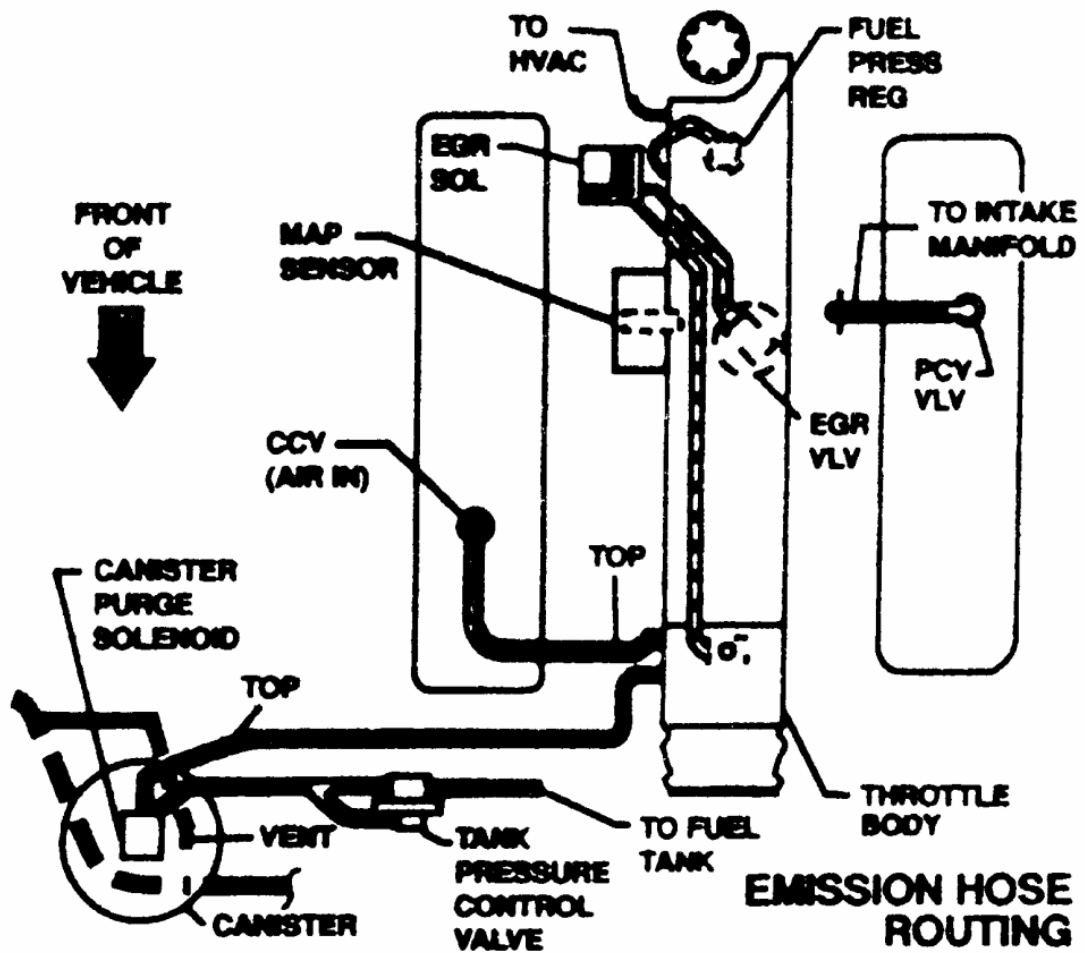 TO
HVAC
FUEL
PRESS
REG
EGR
SOL
FRONT
OF
VEHICLE
MAP
SENSOR
TO INTAKE
MANIFOLD
PCV
VLV
EGR
VLV
CCV
(AIR IN)
TOP
CANISTER
PURGE
SOLENOID
TOP
VENT
CANISTER
TANK
PRESSURE
CONTROL
VALVE
TO FUEL
TANK
THROTTLE
BODY
EMISSION HOSE
ROUTING